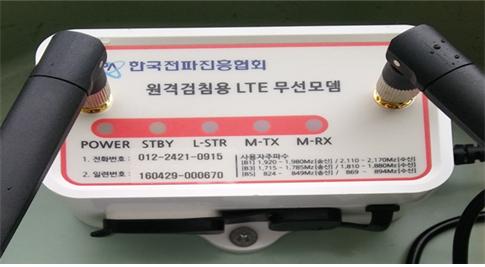 한국전파진흥협회
원격검침용 LTE 무선모뎀
POWER STBY L-STR M-TX M-RX
1. 전화번호 : 012-2421-0915
2. 일련번호 : 160429-000670
사용자주파수
[B1] 1.920 - 1.980MHz[송신] / 2.110 - 2.170MHz[수신]
[B3] 1.715 - 1.785MHz[송신] / 1.810 - 1.880MHz[수신]
[B5] 824 - 849MHz[송신] / 869 - 894MHz[수신]